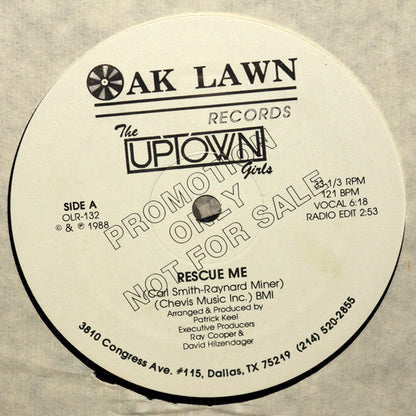 OAK LAWN
RECORDS
The
UPTOWN
Girls
PROMOTION
ONLY
NOT FOR SALE
SIDE A
OLR-132
© & ℗ 1988
33-1/3 RPM
121 BPM
VOCAL 6:18
RADIO EDIT 2:53
RESCUE ME
(Carl Smith-Raynard Miner)
(Chevis Music Inc.) BMI
Arranged & Produced by
Patrick Keel
Executive Producers
Ray Cooper &
David Hilzendager
3810 Congress Ave. #115, Dallas, TX 75219 (214) 520-2855